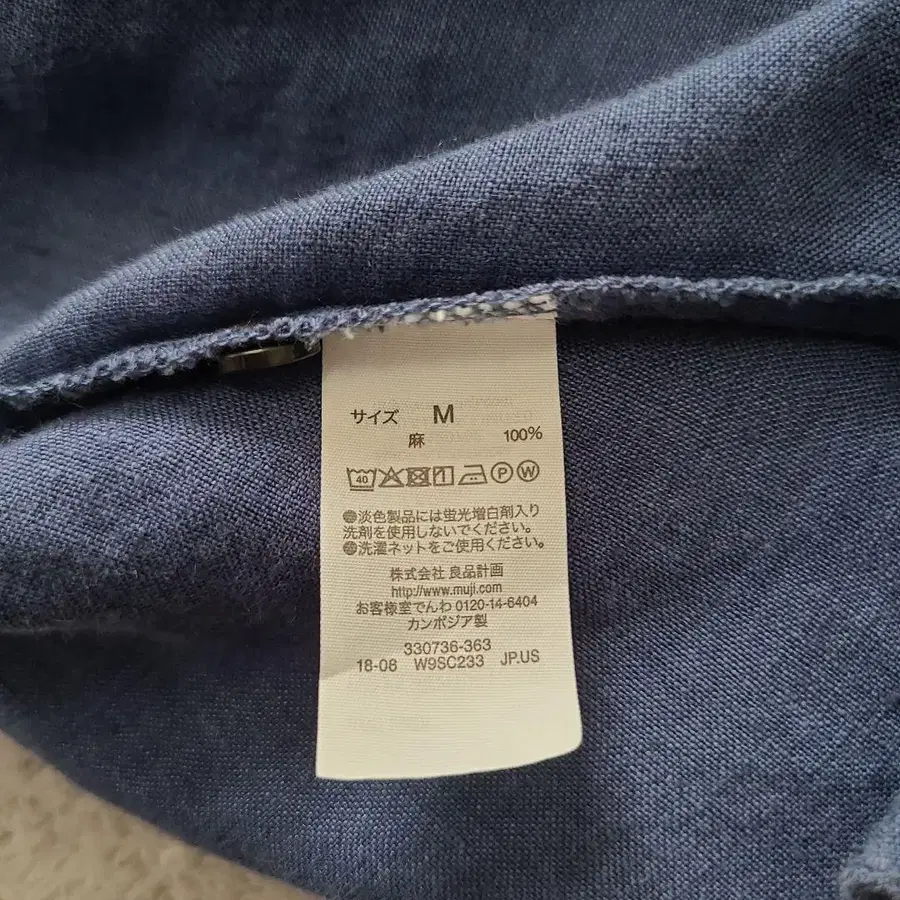 サイズ M
麻 100%
40 P W
●淡色製品には蛍光増白剤入り
洗剤を使用しないでください。
●洗濯ネットをご使用ください。
株式会社 良品計画
http://www.muji.com
お客様室でんわ 0120-14-6404
カンボジア製
330736-363
18-08 W9SC233 JP.US